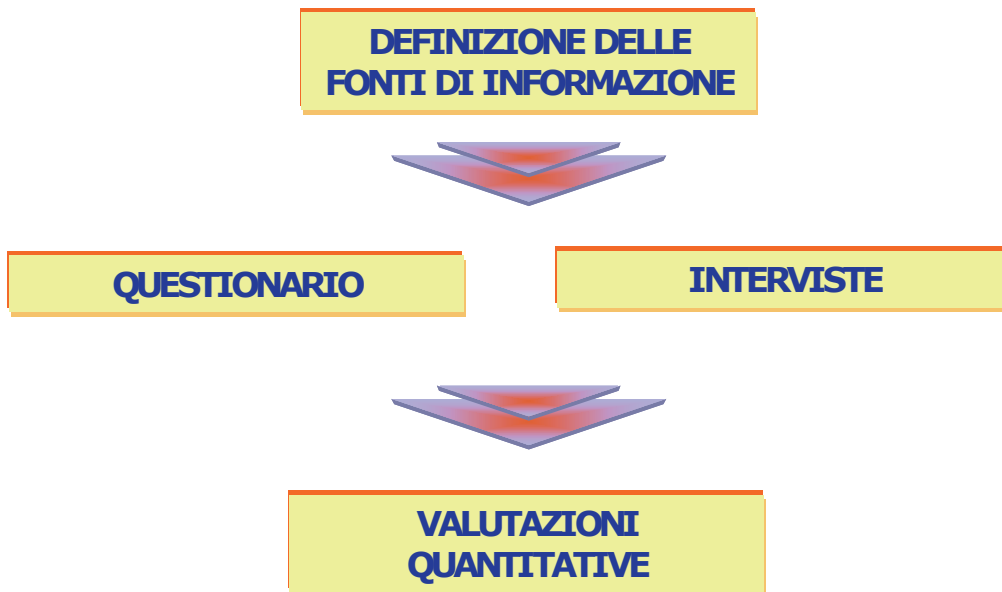 DEFINIZIONE DELLE
FONTI DI INFORMAZIONE
QUESTIONARIO
INTERVISTE
VALUTAZIONI
QUANTITATIVE